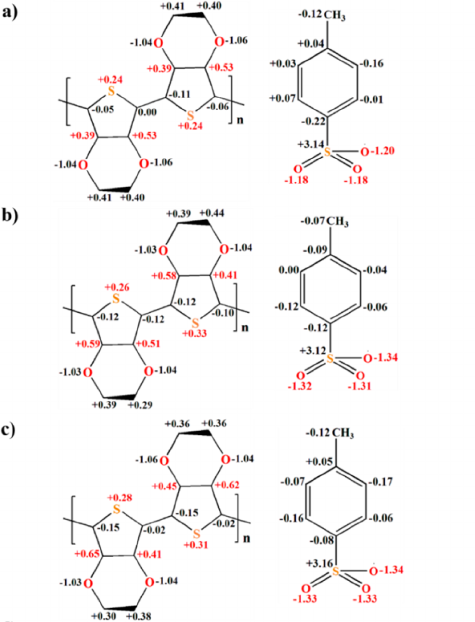 a)
+0.41 +0.40
-1.04 O O -1.06
+0.24 +0.39 +0.53
S -0.11
-0.05 0.00 -0.06
+0.39 +0.53 S n
+0.24
-1.04 O O -1.06
+0.41 +0.40
-0.12 CH3
+0.04
+0.03 -0.16
+0.07 -0.01
-0.22
+3.14 S O -1.20
O O
-1.18 -1.18
b)
+0.39 +0.44
-1.03 O O -1.04
+0.26 +0.58 +0.41
S -0.12
-0.12 -0.12 -0.10
+0.59 +0.51 S n
+0.33
-1.03 O O -1.04
+0.39 +0.29
-0.07 CH3
-0.09
0.00 -0.04
-0.12 -0.06
-0.12
+3.12 S O -1.34
O O
-1.32 -1.31
c)
+0.36 +0.36
-1.06 O O -1.04
+0.28 +0.45 +0.62
S -0.15
-0.15 -0.02 -0.02
+0.65 +0.41 S n
+0.31
-1.03 O O -1.04
+0.30 +0.38
-0.12 CH3
+0.05
-0.07 -0.17
-0.16 -0.06
-0.08
+3.16 S O -1.34
O O
-1.33 -1.33